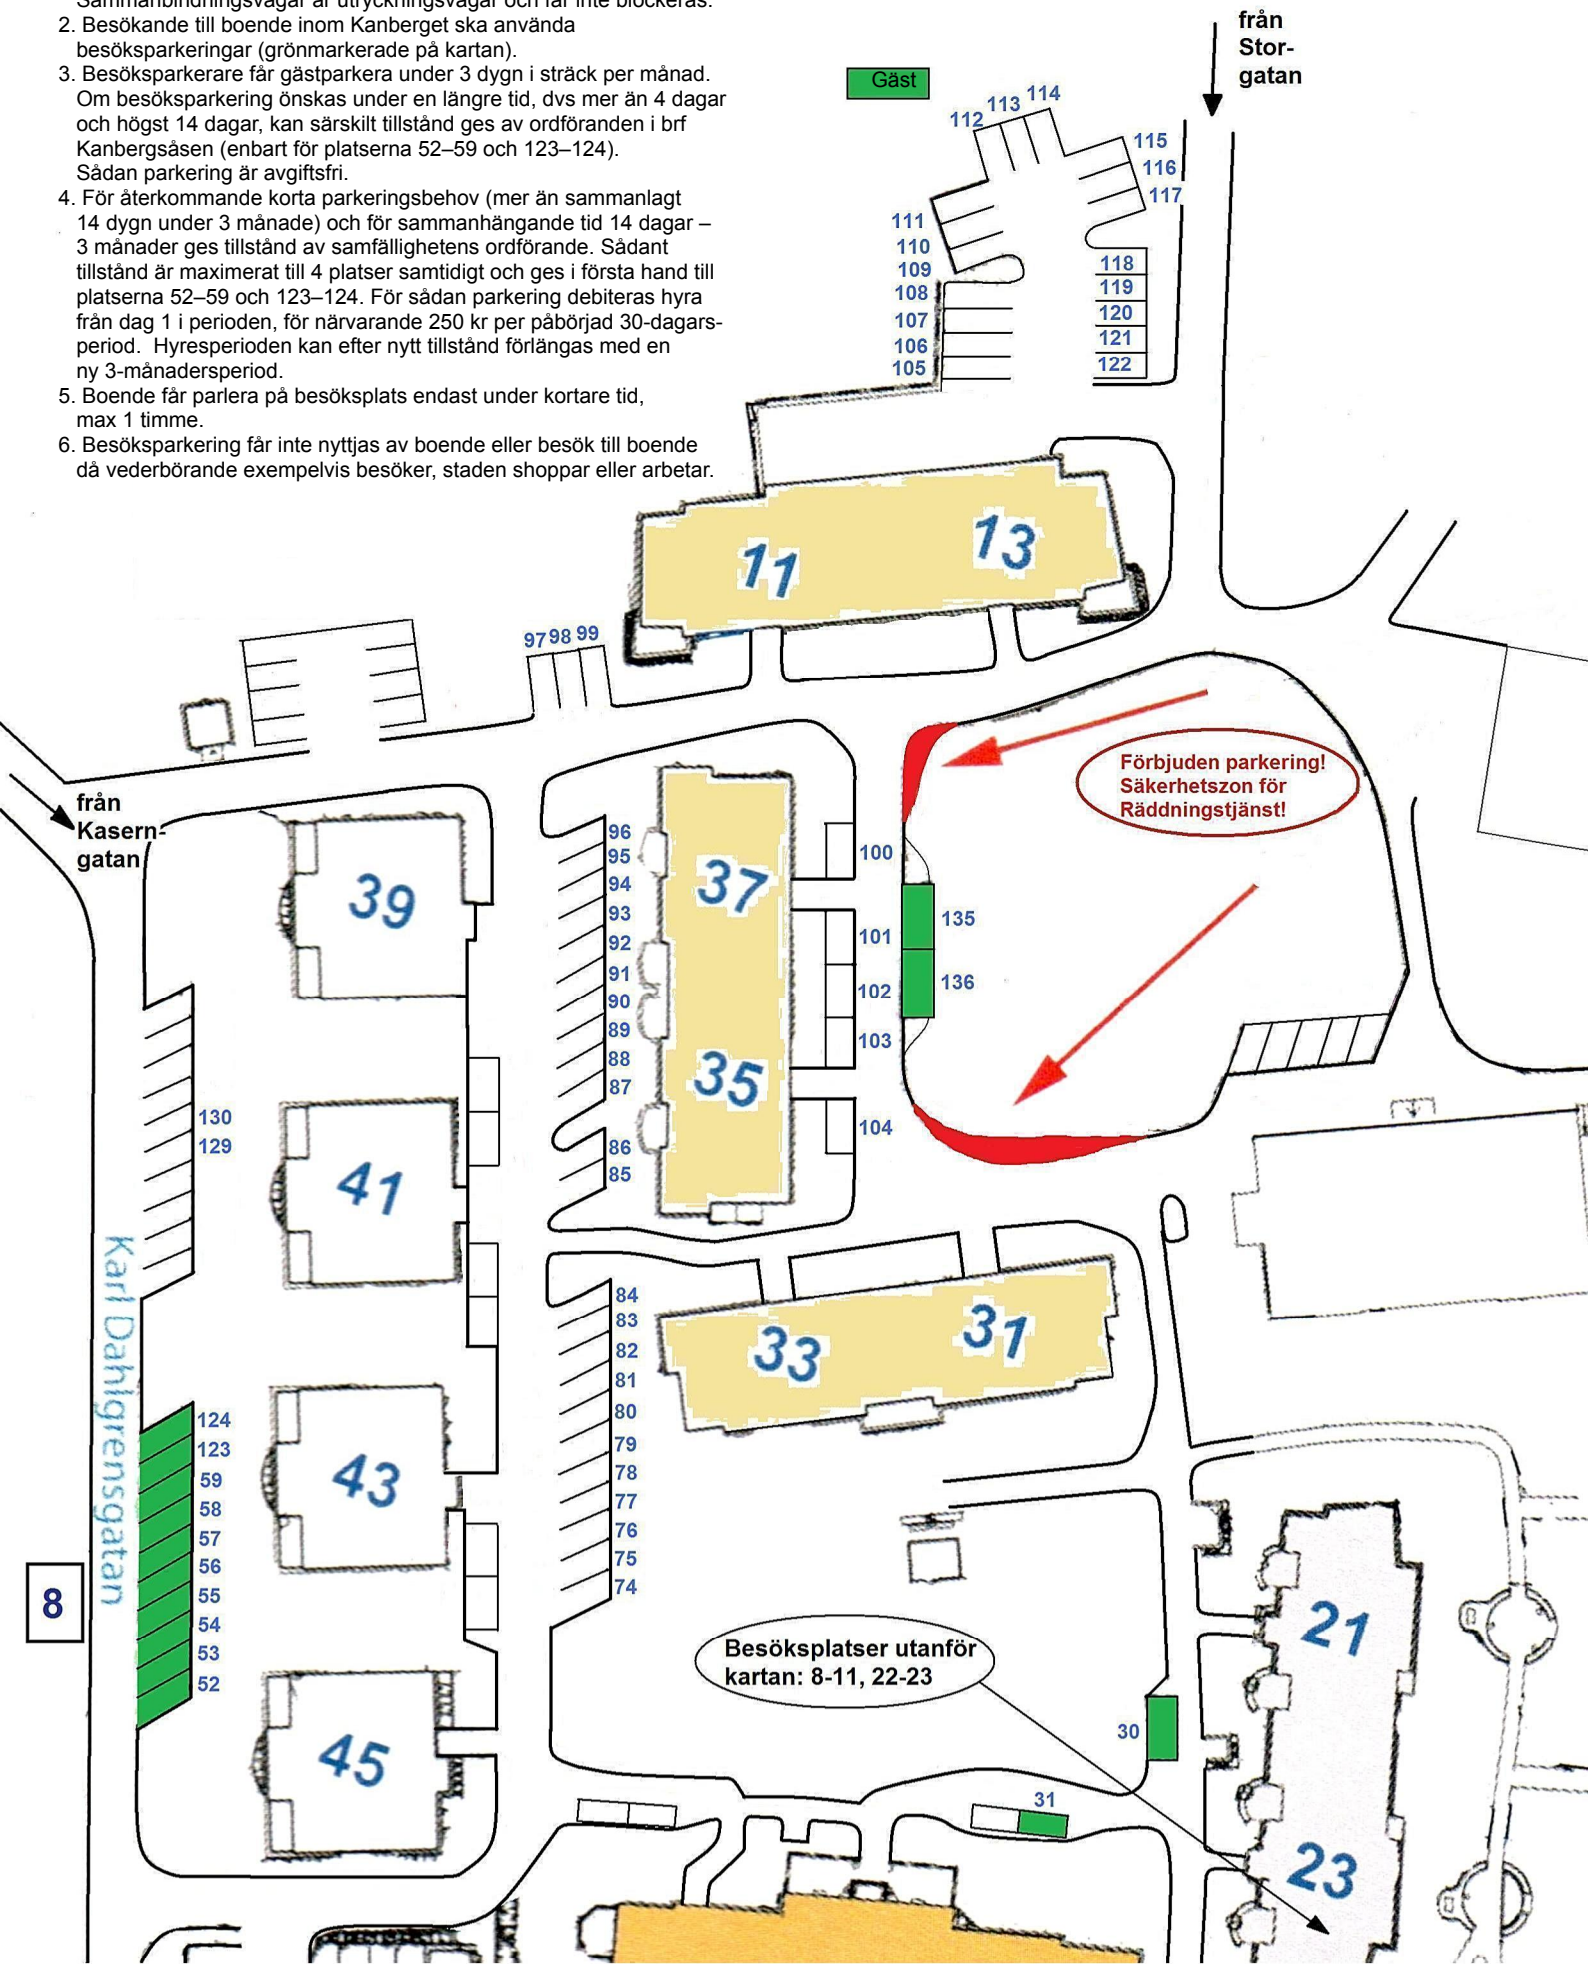 Sammanbindningsvägar är utryckningsvägar och får inte blockeras.
2. Besökande till boende inom Kanberget ska använda
besöksparkeringar (grönmarkerade på kartan).
3. Besöksparkerare får gästparkera under 3 dygn i sträck per månad.
Om besöksparkering önskas under en längre tid, dvs mer än 4 dagar
och högst 14 dagar, kan särskilt tillstånd ges av ordföranden i brf
Kanbergsåsen (enbart för platserna 52–59 och 123–124).
Sådan parkering är avgiftsfri.
4. För återkommande korta parkeringsbehov (mer än sammanlagt
14 dygn under 3 månade) och för sammanhängande tid 14 dagar –
3 månader ges tillstånd av samfällighetens ordförande. Sådant
tillstånd är maximerat till 4 platser samtidigt och ges i första hand till
platserna 52–59 och 123–124. För sådan parkering debiteras hyra
från dag 1 i perioden, för närvarande 250 kr per påbörjad 30-dagars-
period.  Hyresperioden kan efter nytt tillstånd förlängas med en
ny 3-månadersperiod.
5. Boende får parlera på besöksplats endast under kortare tid,
max 1 timme.
6. Besöksparkering får inte nyttjas av boende eller besök till boende
då vederbörande exempelvis besöker, staden shoppar eller arbetar.
Gäst
från
Stor-
gatan
112
113
114
115
116
117
111
110
109
108
107
106
105
118
119
120
121
122
11
13
97
98
99
från
Kasern-
gatan
Förbjuden parkering!
Säkerhetszon för
Räddningstjänst!
39
96
95
94
93
92
91
90
89
88
87
86
85
37
35
100
101
102
103
104
135
136
130
129
41
Karl Dahlgrensgatan
84
83
82
81
80
79
78
77
76
75
74
33
31
124
123
59
58
57
56
55
54
53
52
43
8
45
Besöksplatser utanför
kartan: 8-11, 22-23
30
31
21
23